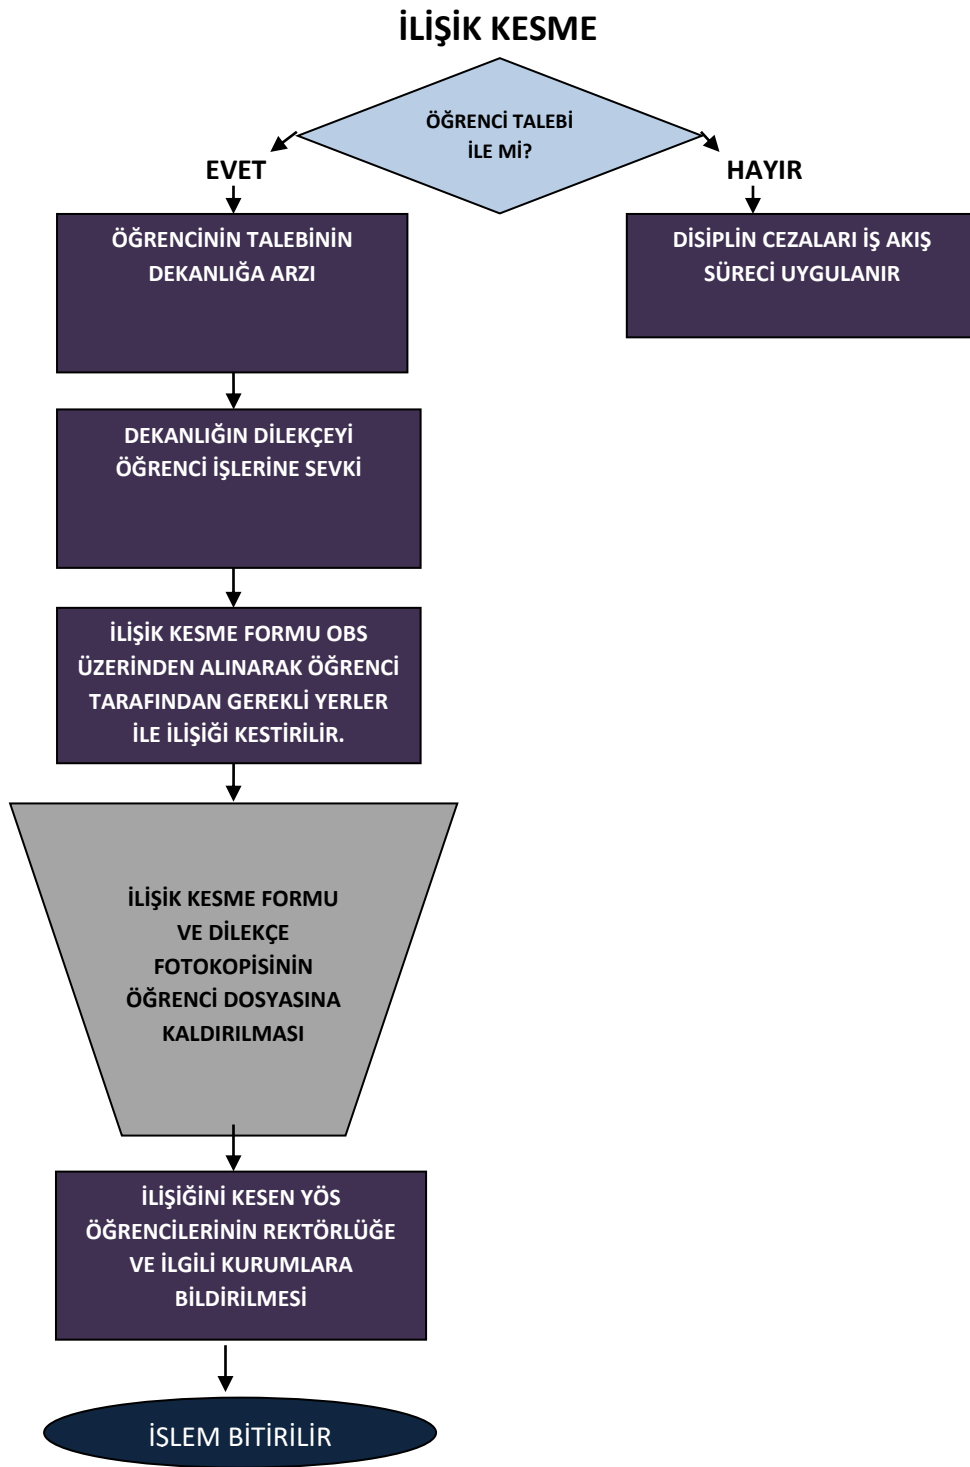 İLİŞİK KESME
ÖĞRENCİ TALEBİ
İLE Mİ?
EVET
HAYIR
ÖĞRENCİNİN TALEBİNİN
DEKANLIĞA ARZI
DISİPLİN CEZALARI İŞ AKIŞ
SÜRECİ UYGULANIR
DEKANLIĞIN DİLEKÇEYİ
ÖĞRENCİ İŞLERİNE SEVKİ
İLİŞİK KESME FORMU OBS
ÜZERİNDEN ALINARAK ÖĞRENCİ
TARAFINDAN GEREKLİ YERLER
İLE İLİŞİĞİ KESTİRİLİR.
İLİŞİK KESME FORMU
VE DİLEKÇE
FOTOKOPİSİNİN
ÖĞRENCİ DOSYASINA
KALDIRILMASI
İLİŞİĞİNİ KESEN YÖS
ÖĞRENCİLERİNİN REKTÖRLÜĞE
VE İLGİLİ KURUMLARA
BİLDİRİLMESİ
İSLEM BİTİRİLİR